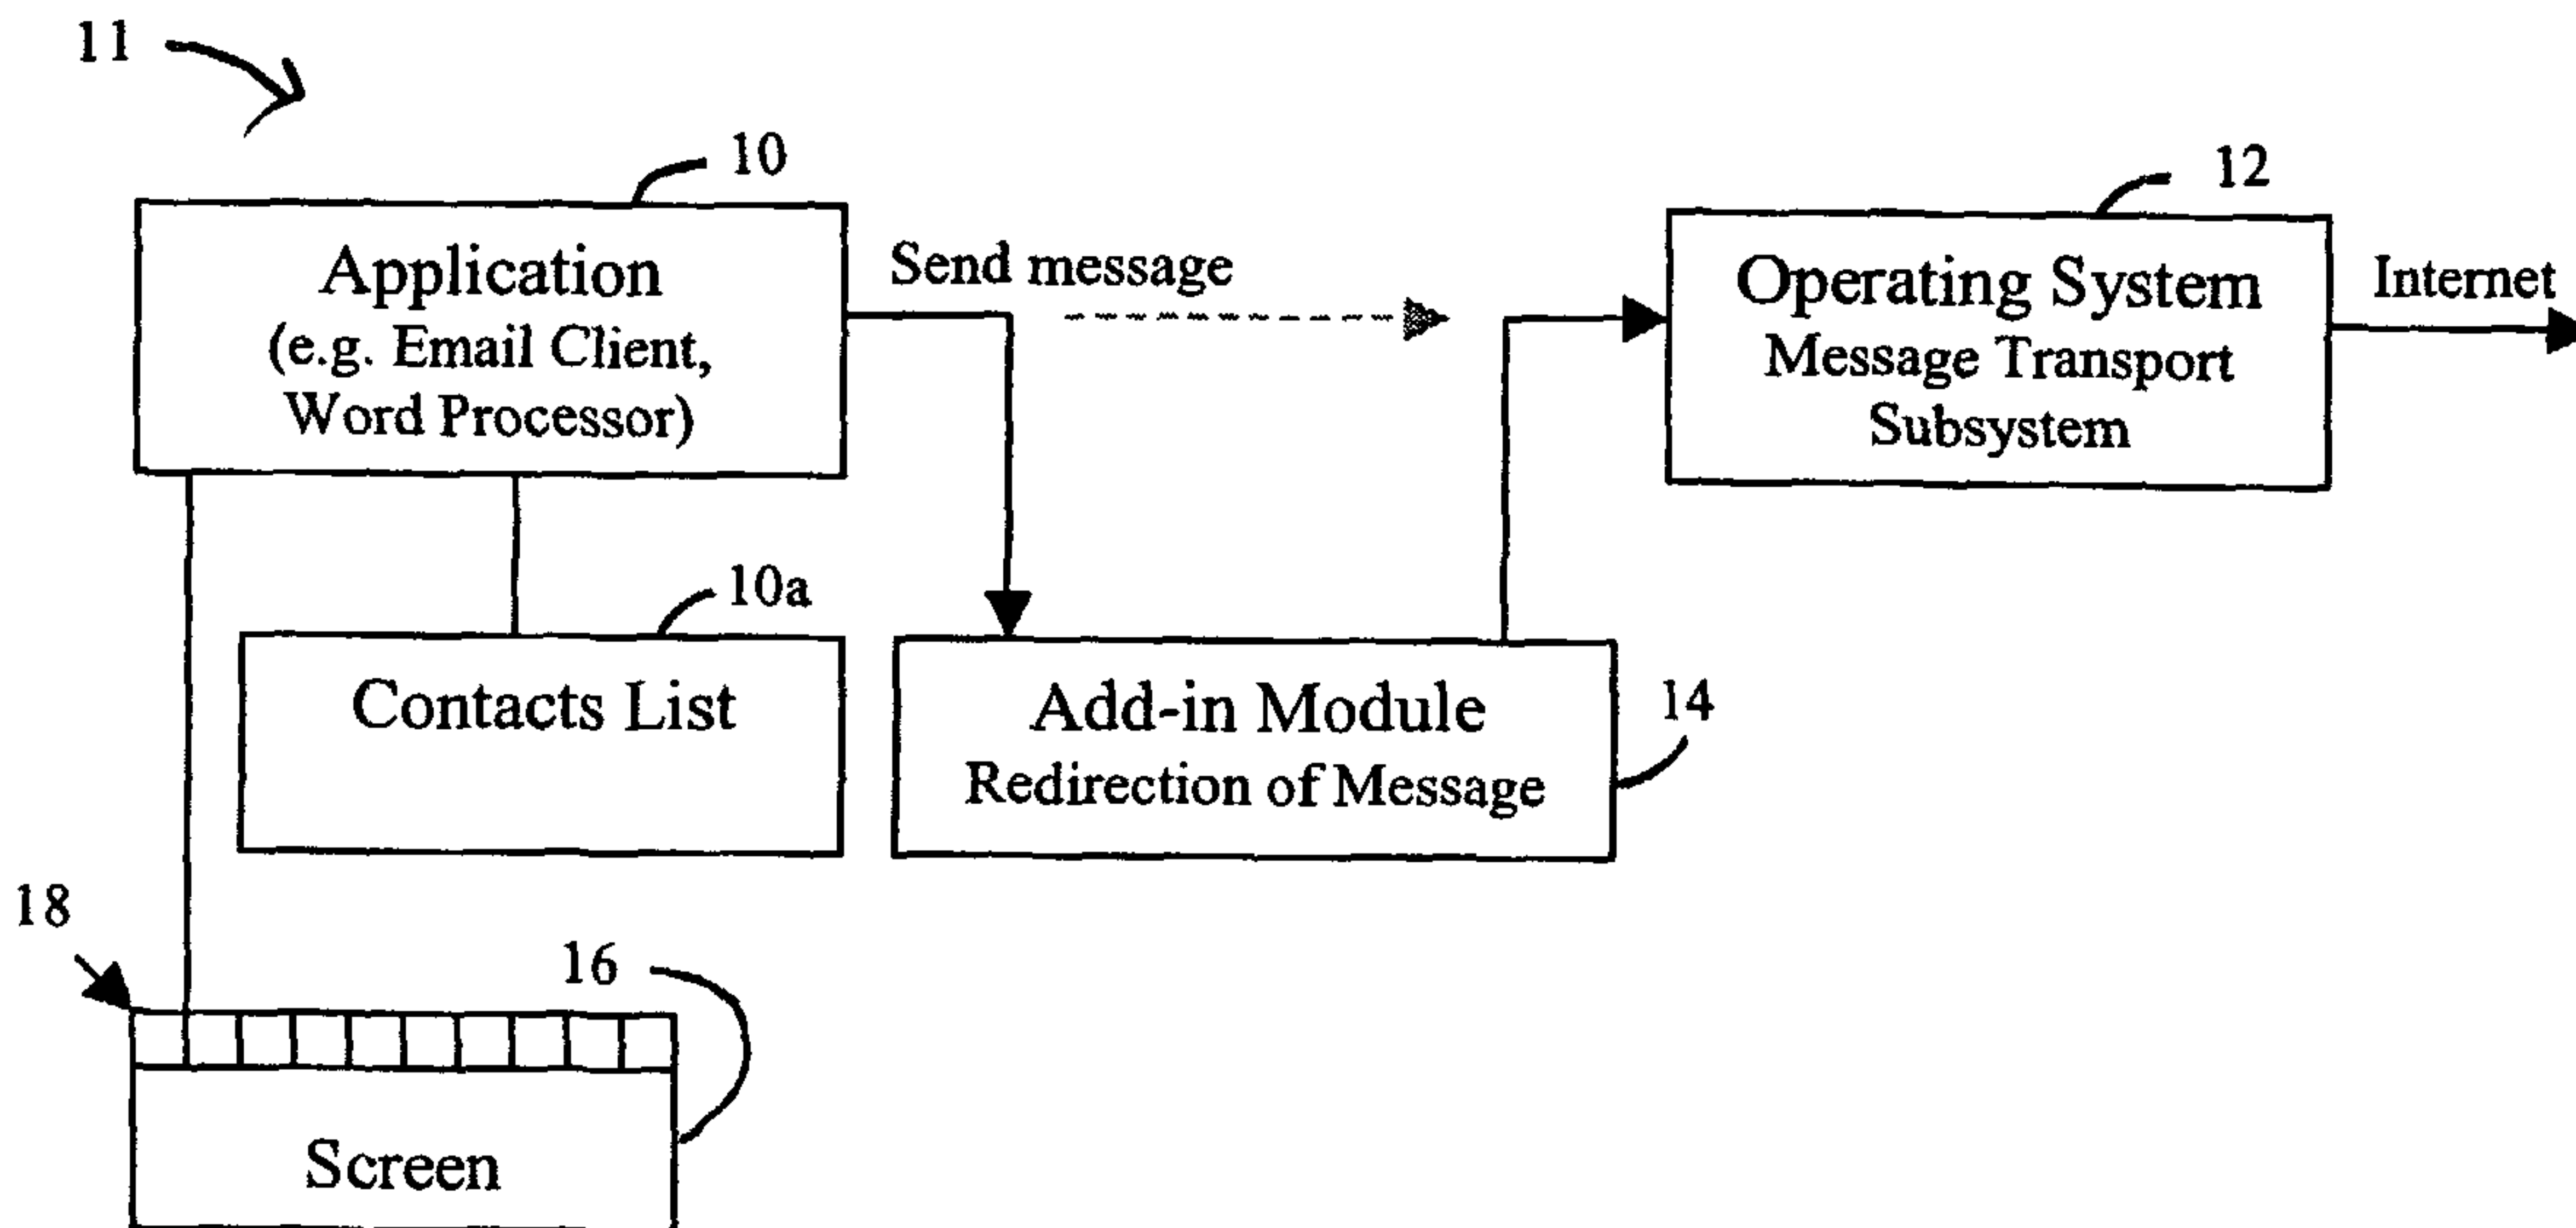 11
10
12
Application
(e.g. Email Client,
Word Processor)
Send message
Operating System
Message Transport
Subsystem
Internet
10a
Contacts List
Add-in Module
Redirection of Message
14
18
16
Screen